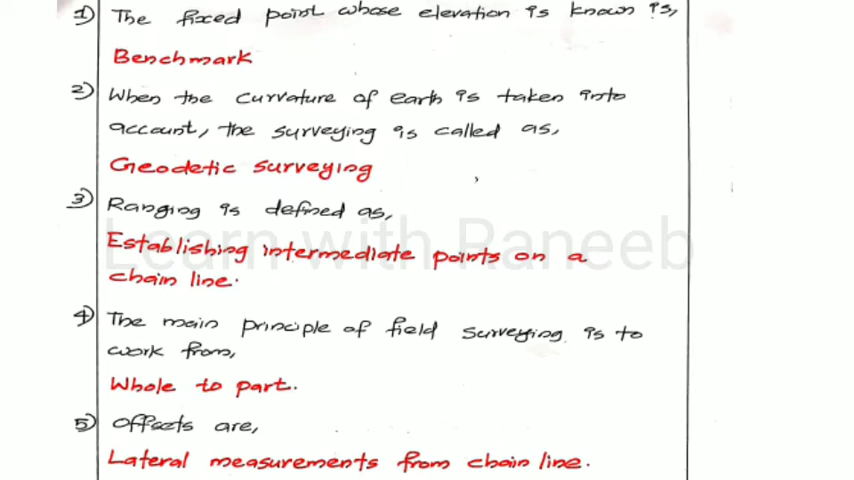 1) The fixed point whose elevation is known is,
Benchmark
2) When the curvature of earth is taken into
account, the surveying is called as,
Geodetic surveying
3) Ranging is defined as,
Learn with Raneeb
Establishing intermediate points on a
chain line.
4) The main principle of field surveying is to
work from,
Whole to part.
5) Offsets are,
Lateral measurements from chain line.